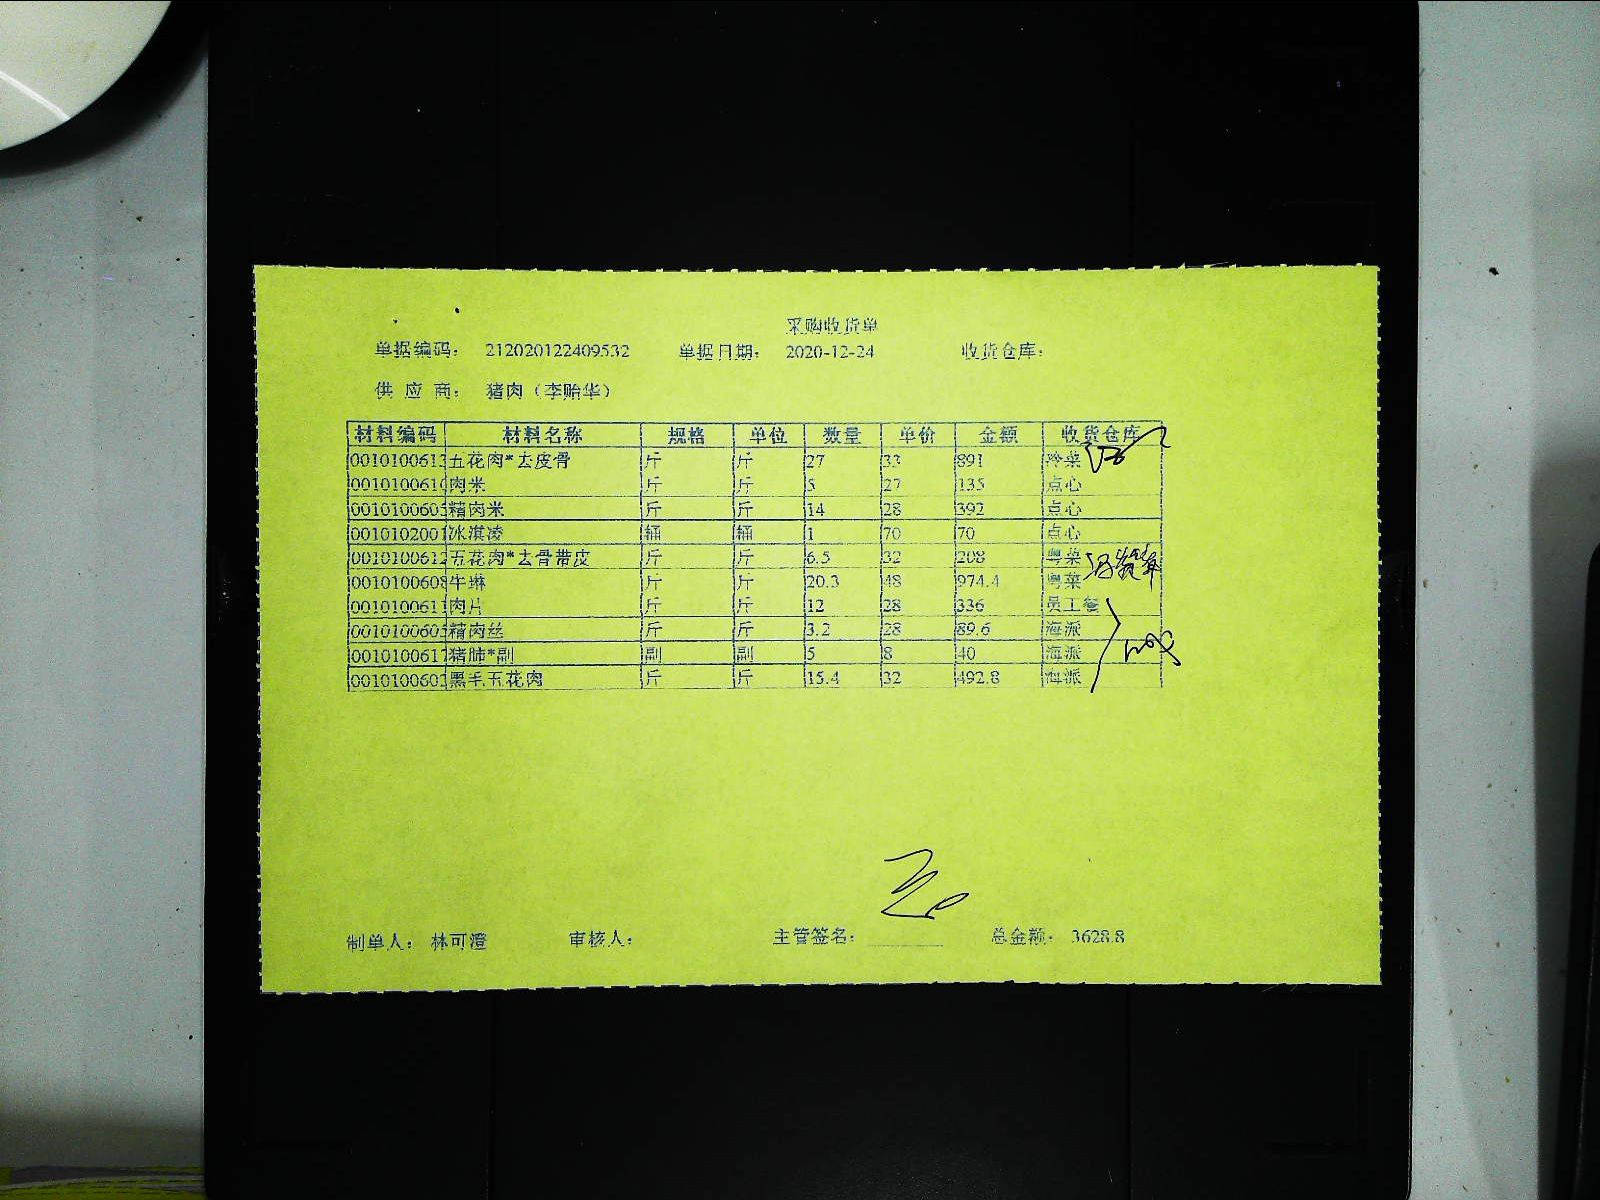 采购收货单
单据编码： 212020122409532 单据日期： 2020-12-24 收货仓库：
供 应 商： 猪肉（李贻华）
材料编码 材料名称 规格 单位 数量 单价 金额 收货仓库
0010100613 五花肉*去皮骨 斤 斤 27 33 891 冷菜
0010100610 肉米 斤 斤 5 27 135 点心
0010100603 精肉米 斤 斤 14 28 392 点心
0010102001 冰淇凌 桶 桶 1 70 70 点心
0010100612 五花肉*去骨带皮 斤 斤 6.5 32 208 粤菜
0010100608 牛琳 斤 斤 20.3 48 974.4 粤菜
0010100611 肉片 斤 斤 12 28 336 员工餐
0010100605 精肉丝 斤 斤 3.2 28 89.6 海派
0010100617 猪肺*副 副 副 5 8 40 海派
0010100602 黑毛五花肉 斤 斤 15.4 32 492.8 海派
制单人： 林可澄 审核人： 主管签名： 总金额： 3628.8